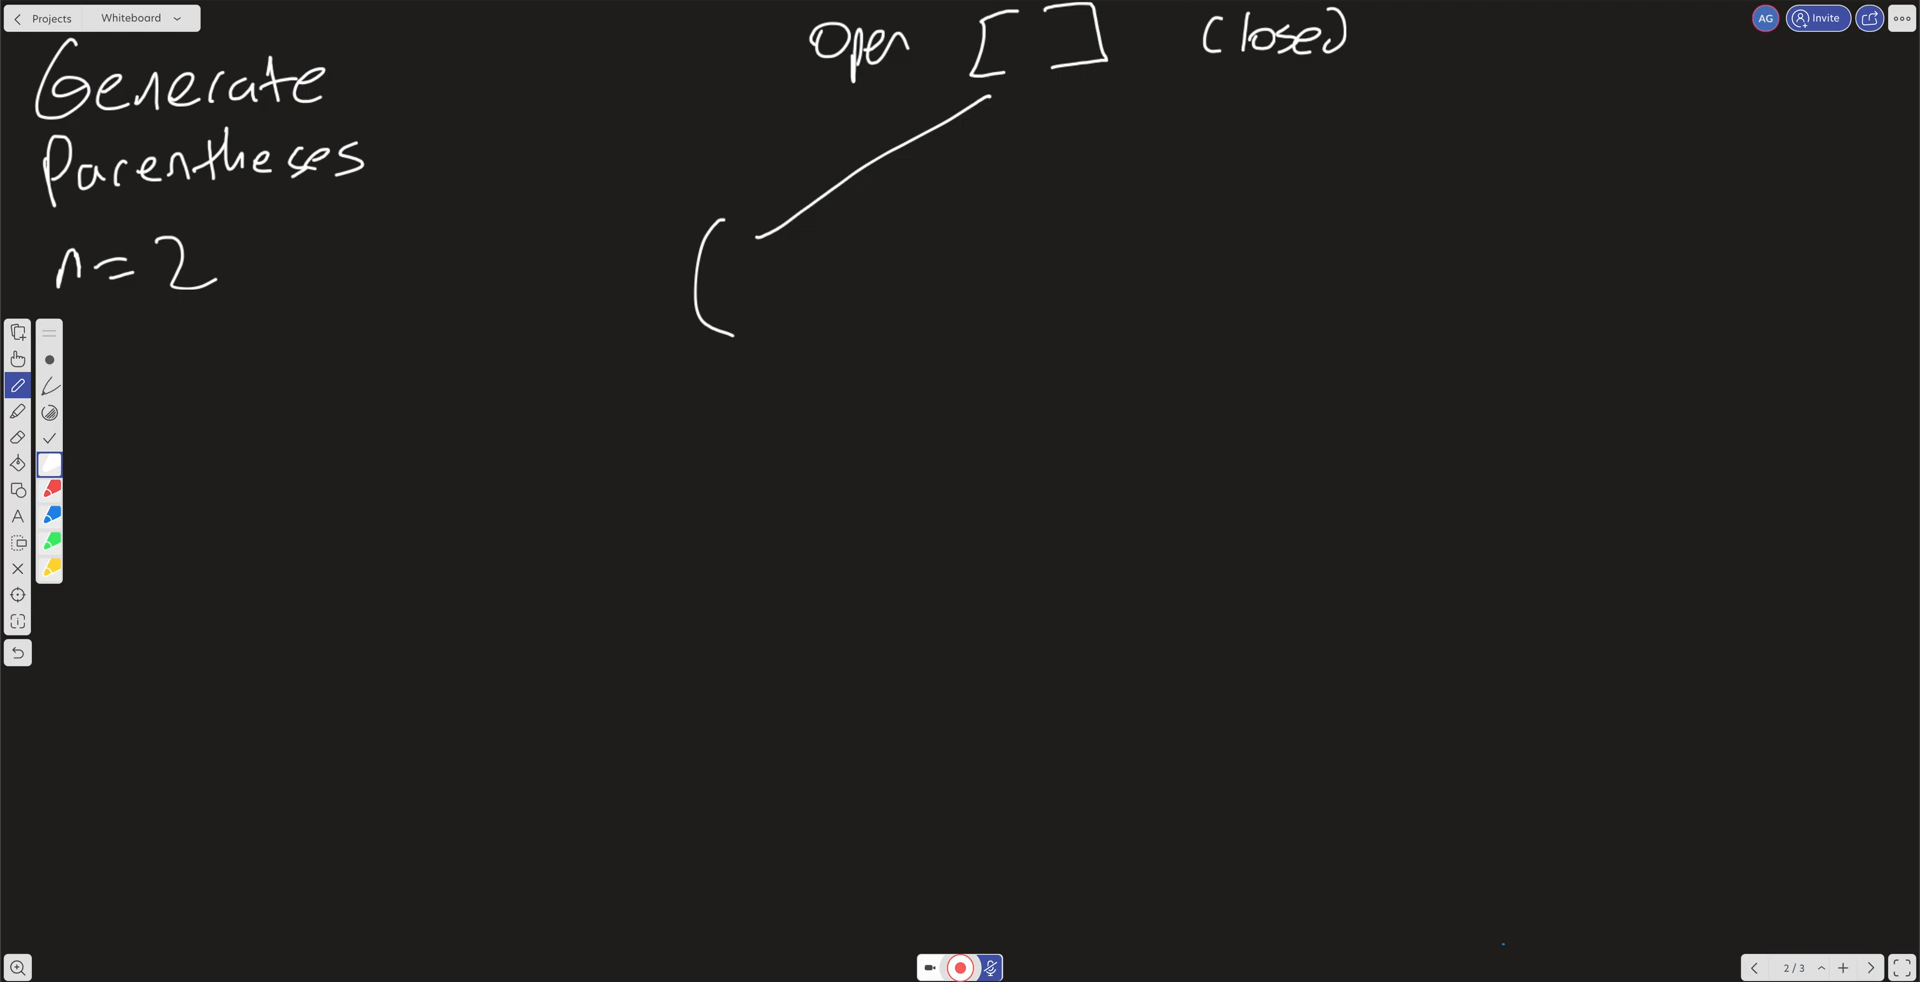 Projects Whiteboard
Open [ ] Closed
AG Invite
Generate
Parentheses
n = 2
(
A
2 / 3